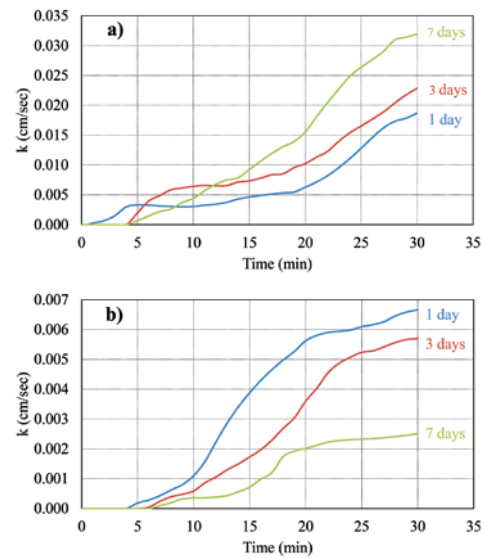 a)
0.035
0.030
0.025
0.020
0.015
0.010
0.005
0.000
k (cm/sec)
7 days
3 days
1 day
0 5 10 15 20 25 30 35
Time (min)
b)
0.007
0.006
0.005
0.004
0.003
0.002
0.001
0.000
k (cm/sec)
1 day
3 days
7 days
0 5 10 15 20 25 30 35
Time (min)